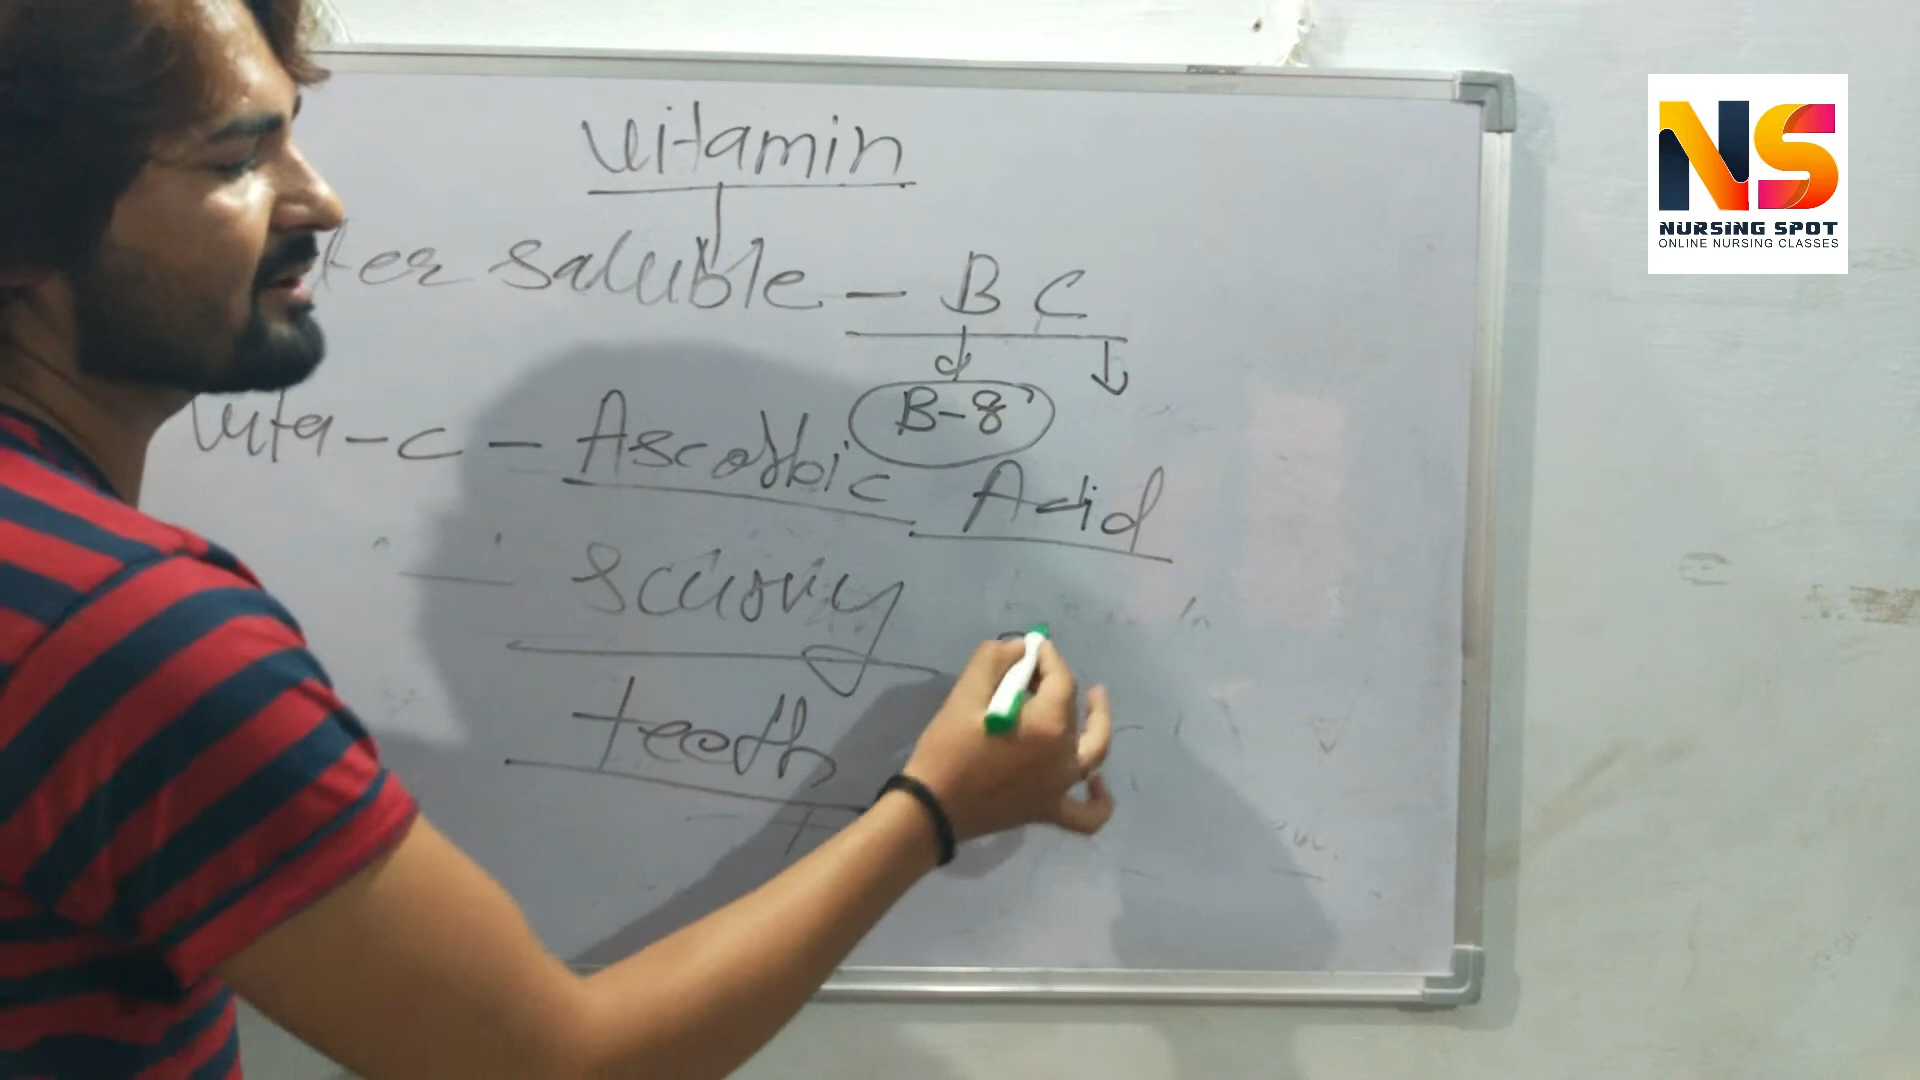 vitamin
ter saluble - B C
B-8
vita-c - Ascorbic Acid
- scurvy
teeth
NS
NURSING SPOT
ONLINE NURSING CLASSES